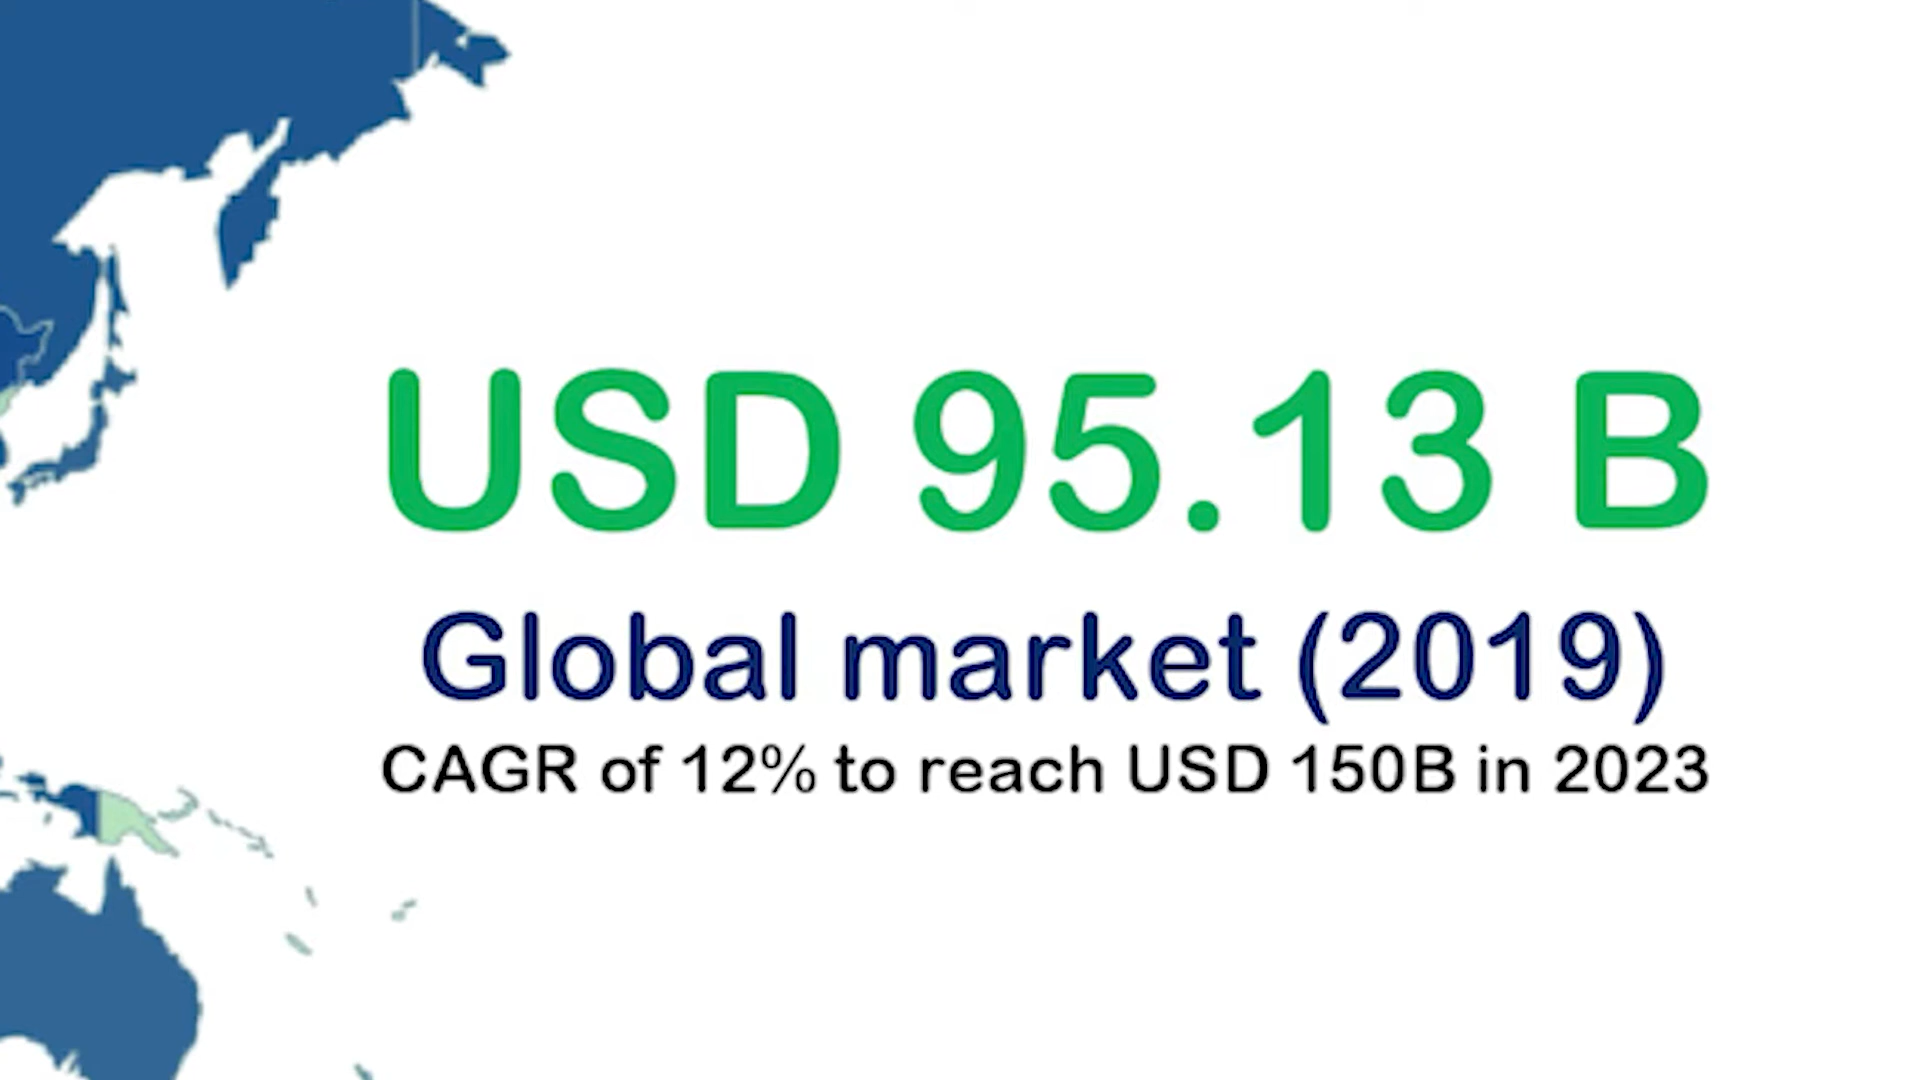 USD 95.13 B
Global market (2019)
CAGR of 12% to reach USD 150B in 2023